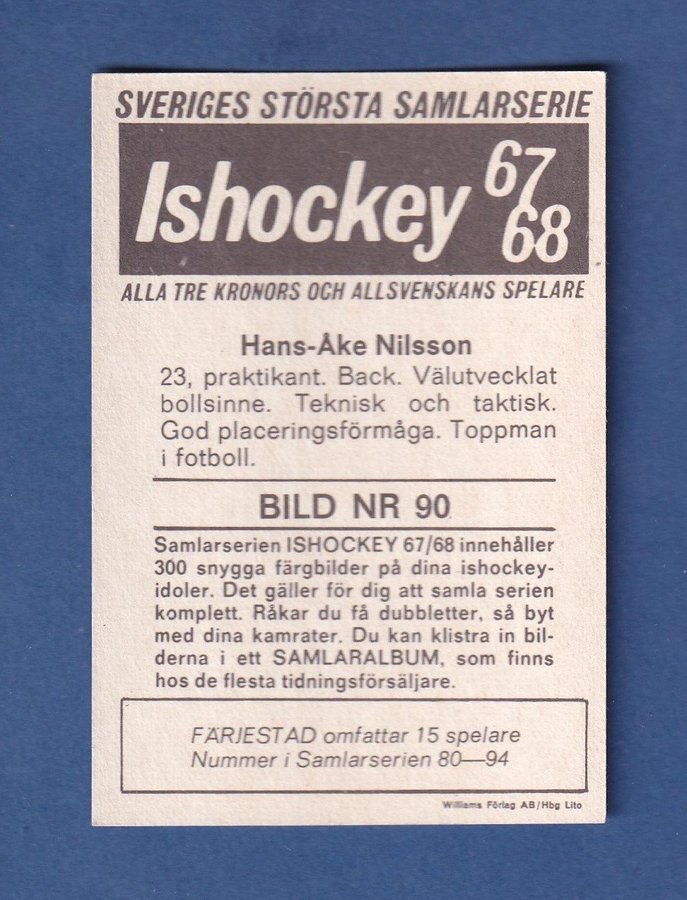 SVERIGES STÖRSTA SAMLARSERIE
Ishockey 67
68
ALLA TRE KRONORS OCH ALLSVENSKANS SPELARE
Hans-Åke Nilsson
23, praktikant. Back. Välutvecklat
bollsinne. Teknisk och taktisk.
God placeringsförmåga. Toppman
i fotboll.
BILD NR 90
Samlarserien ISHOCKEY 67/68 innehåller
300 snygga färgbilder på dina ishockey-
idoler. Det gäller för dig att samla serien
komplett. Råkar du få dubbletter, så byt
med dina kamrater. Du kan klistra in bil-
derna i ett SAMLARALBUM, som finns
hos de flesta tidningsförsäljare.
FÄRJESTAD omfattar 15 spelare
Nummer i Samlarserien 80—94
Williams Förlag AB/Hbg Lito